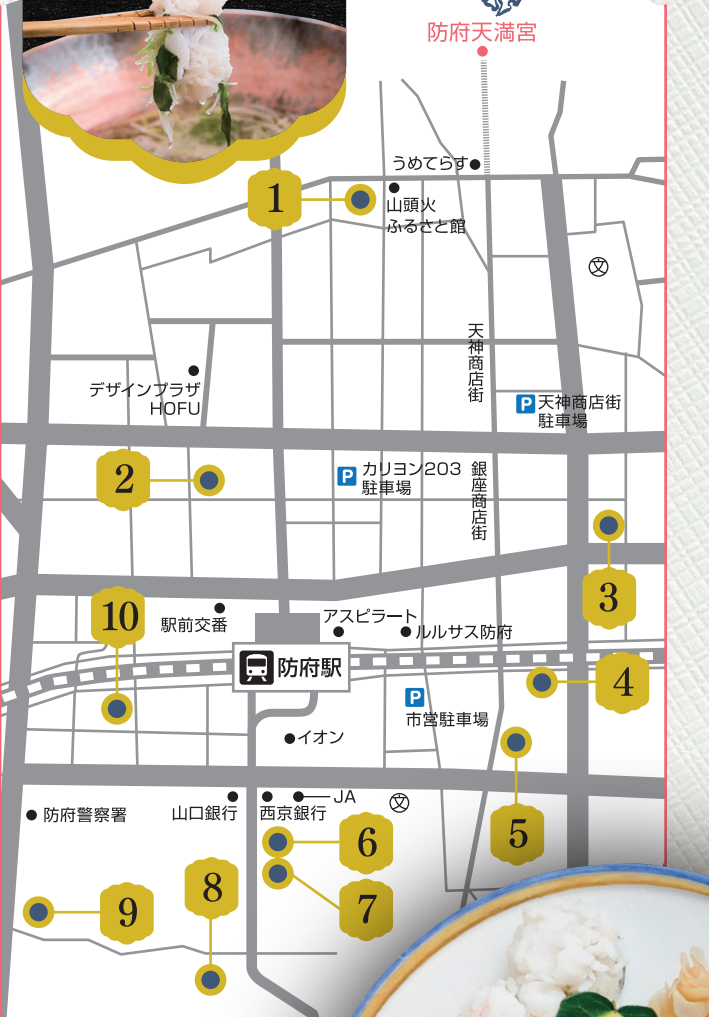 防府天満宮
うめてらす
1
山頭火
ふるさと館
文
天神商店街
デザインプラザ
HOFU
P
天神商店街
駐車場
2
P
カリヨン203
駐車場
銀座商店街
3
10
駅前交番
アスピラート
ルルサス防府
防府駅
4
P
市営駐車場
イオン
5
JA
文
防府警察署
山口銀行
西京銀行
6
8
7
9